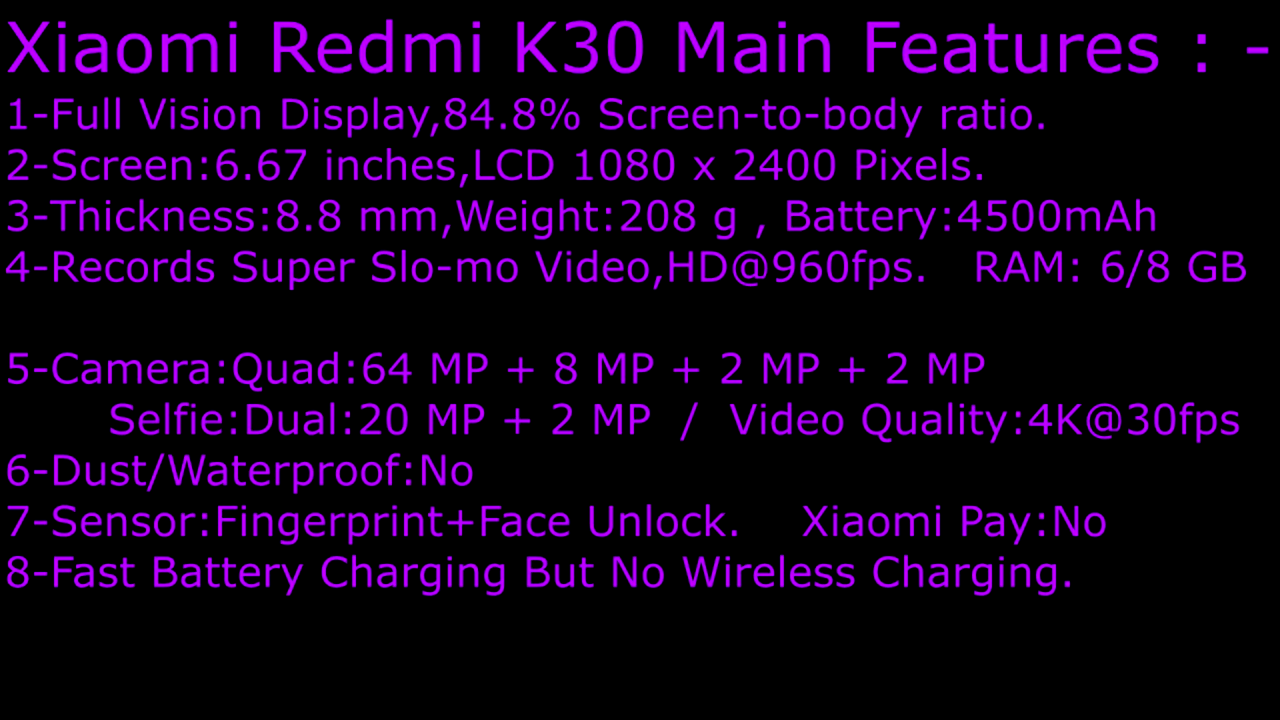 Xiaomi Redmi K30 Main Features : -
1-Full Vision Display,84.8% Screen-to-body ratio.
2-Screen:6.67 inches,LCD 1080 x 2400 Pixels.
3-Thickness:8.8 mm,Weight:208 g , Battery:4500mAh
4-Records Super Slo-mo Video,HD@960fps. RAM: 6/8 GB
5-Camera:Quad:64 MP + 8 MP + 2 MP + 2 MP
Selfie:Dual:20 MP + 2 MP / Video Quality:4K@30fps
6-Dust/Waterproof:No
7-Sensor:Fingerprint+Face Unlock. Xiaomi Pay:No
8-Fast Battery Charging But No Wireless Charging.